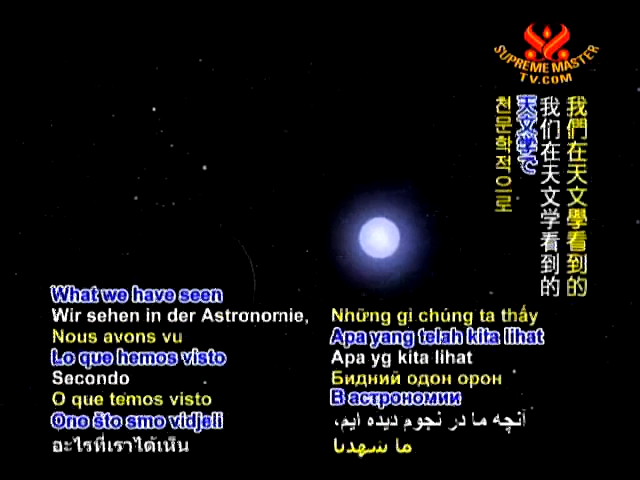 SUPREME MASTER
TV.COM
我們在天文學看到的
我们在天文学看到的
天文学で
천문학적으로
What we have seen
Wir sehen in der Astronomie,
Nous avons vu
Lo que hemos visto
Secondo
O que temos visto
Ono što smo vidjeli
อะไรที่เราได้เห็น
Những gì chúng ta thấy
Apa yang telah kita lihat
Apa yg kita lihat
Бидний одон орон
В астрономии
آنچه ما در نجوم دیده ایم،
ما شهدنا